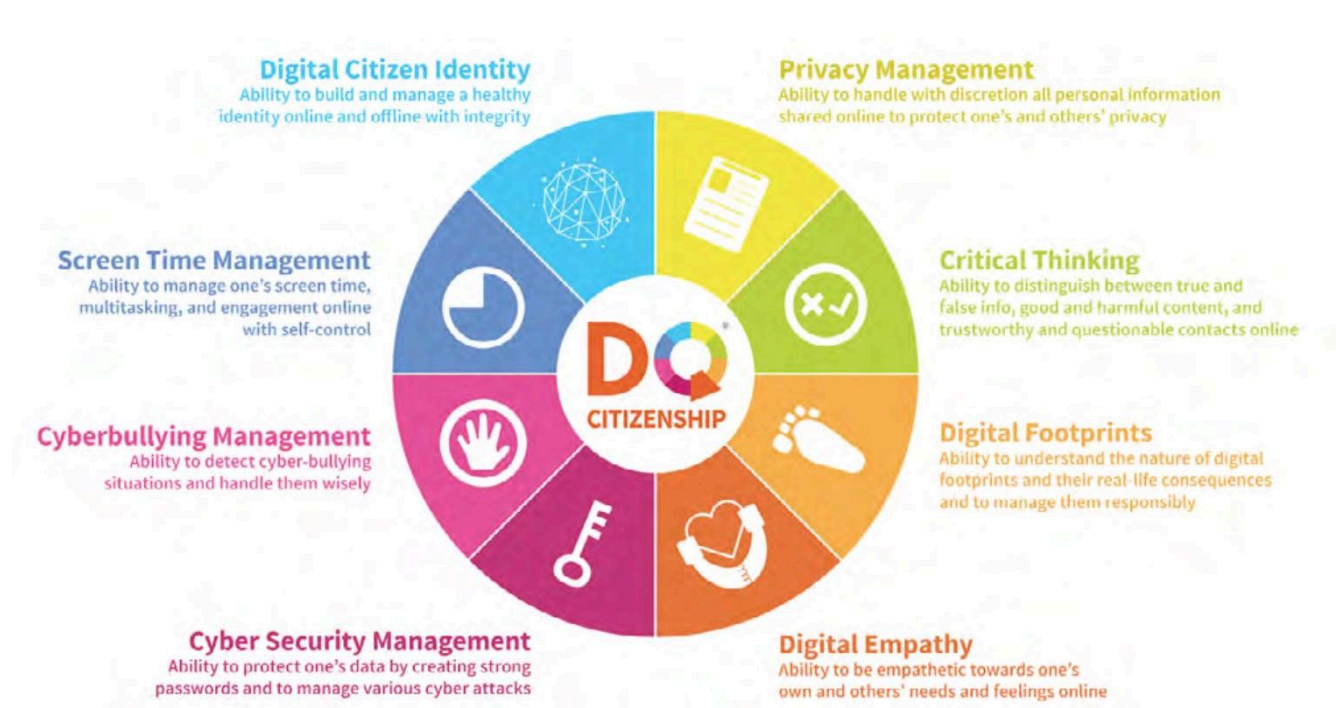 Digital Citizen Identity
Ability to build and manage a healthy
identity online and offline with integrity
Privacy Management
Ability to handle with discretion all personal information
shared online to protect one's and others' privacy
Screen Time Management
Ability to manage one's screen time,
multitasking, and engagement online
with self-control
Critical Thinking
Ability to distinguish between true and
false info, good and harmful content, and
trustworthy and questionable contacts online
DQ
CITIZENSHIP
Cyberbullying Management
Ability to detect cyber-bullying
situations and handle them wisely
Digital Footprints
Ability to understand the nature of digital
footprints and their real-life consequences
and to manage them responsibly
Cyber Security Management
Ability to protect one's data by creating strong
passwords and to manage various cyber attacks
Digital Empathy
Ability to be empathetic towards one's
own and others' needs and feelings online